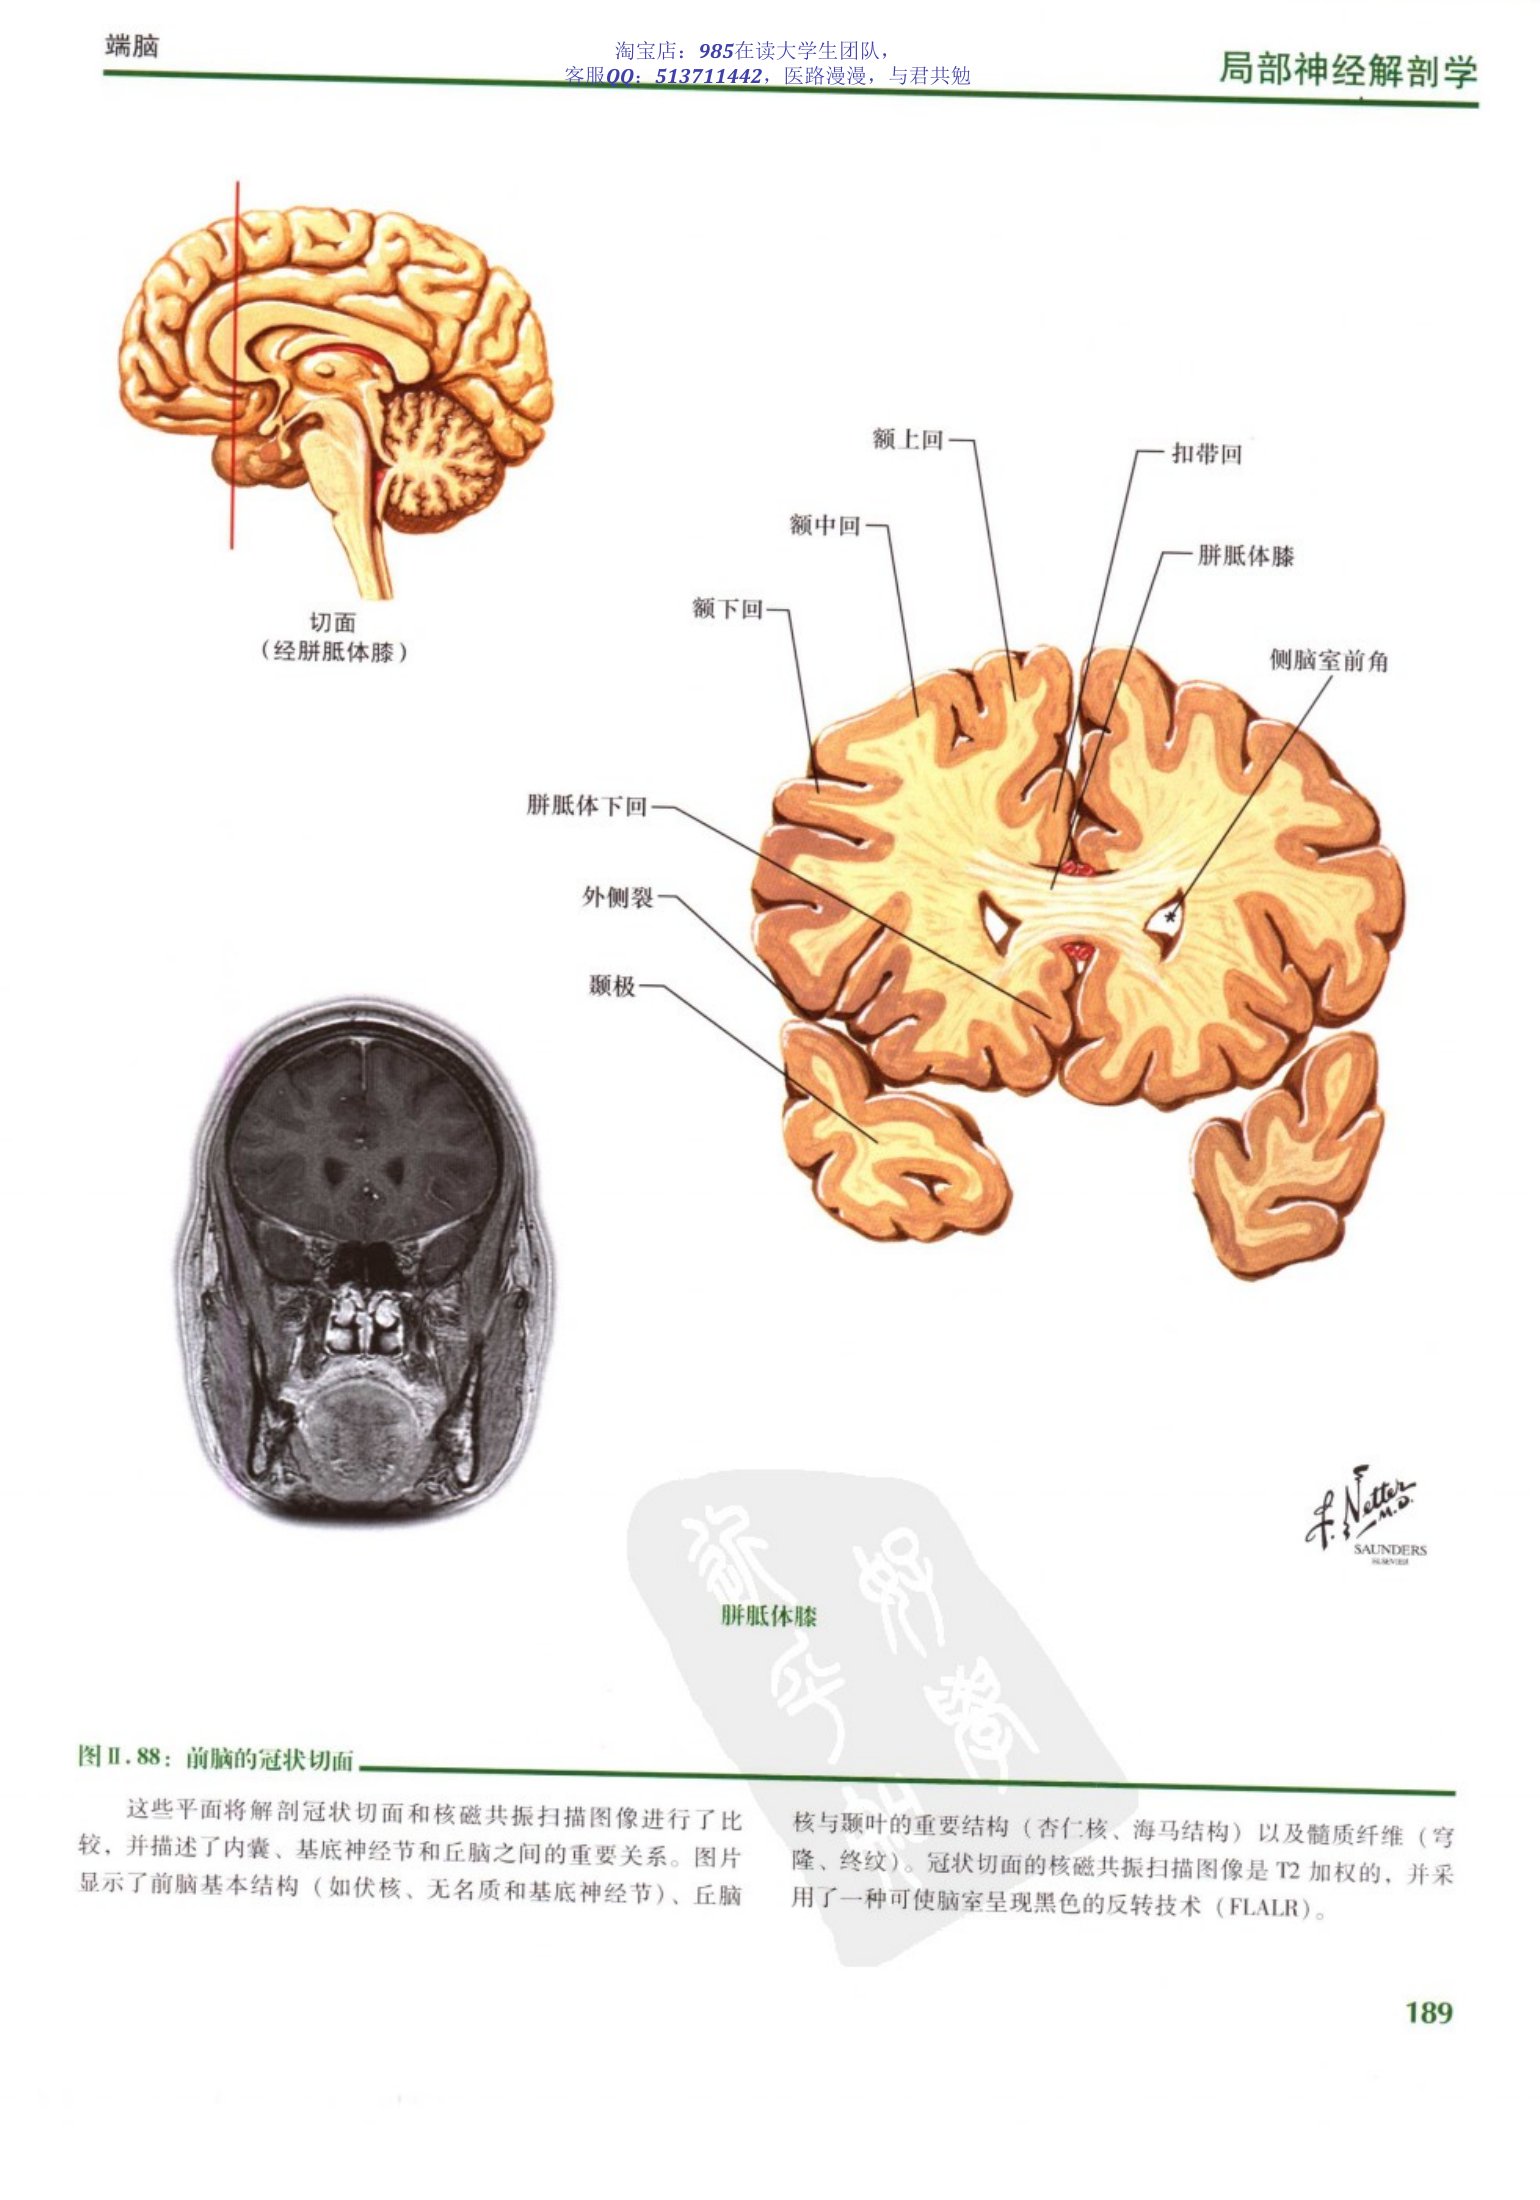 端脑
淘宝店：985在读大学生团队，
客服QQ：513711442，医路漫漫，与君共勉
局部神经解剖学
切面
（经胼胝体膝）
额上回
扣带回
额中回
胼胝体膝
额下回
侧脑室前角
胼胝体下回
外侧裂
颞极
F. Netter
M.D.
SAUNDERS
ELSEVIER
胼胝体膝
图 II.88：前脑的冠状切面
这些平面将解剖冠状切面和核磁共振扫描图像进行了比
较，并描述了内囊、基底神经节和丘脑之间的重要关系。图片
显示了前脑基本结构（如伏核、无名质和基底神经节）、丘脑
核与颞叶的重要结构（杏仁核、海马结构）以及髓质纤维（穹
隆、终纹）。冠状切面的核磁共振扫描图像是 T2 加权的，并采
用了一种可使脑室呈现黑色的反转技术（FLALR）。
189